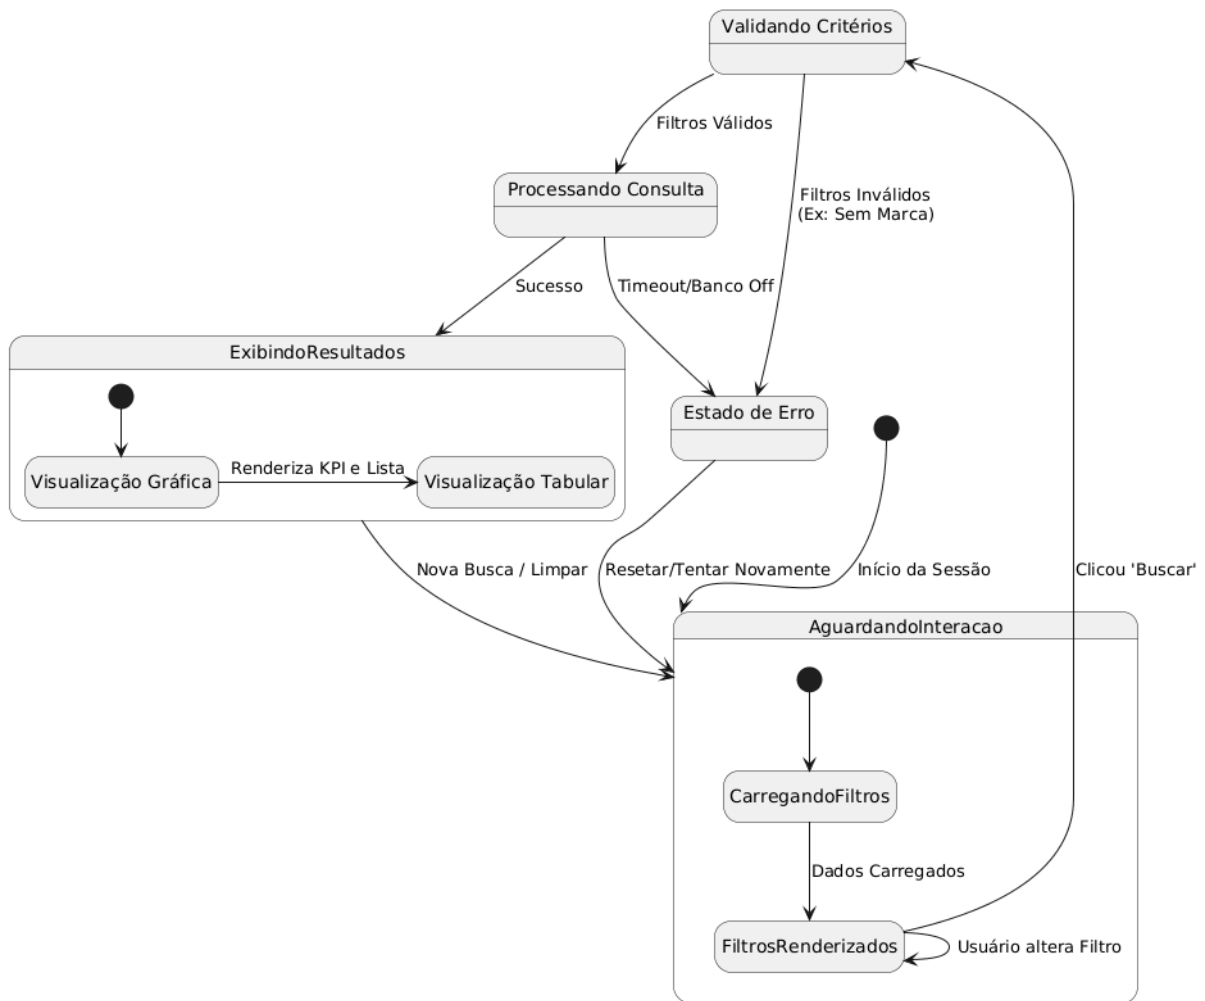 Validando Critérios
Filtros Válidos
Processando Consulta
Filtros Inválidos
(Ex: Sem Marca)
Sucesso
Timeout/Banco Off
ExibindoResultados
Estado de Erro
Renderiza KPI e Lista
Visualização Gráfica
Visualização Tabular
Nova Busca / Limpar
Resetar/Tentar Novamente
Início da Sessão
Clicou 'Buscar'
AguardandoInteracao
CarregandoFiltros
Dados Carregados
FiltrosRenderizados
Usuário altera Filtro